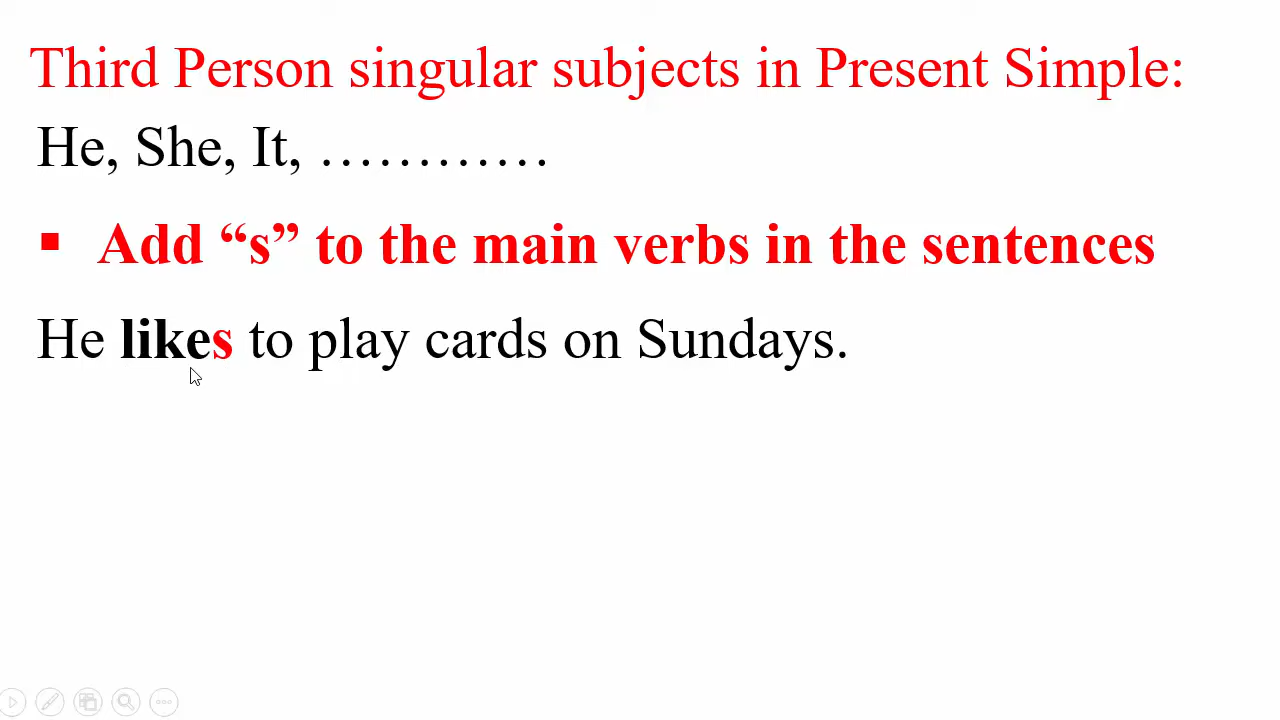 Third Person singular subjects in Present Simple:
He, She, It, …………
▪ Add “s” to the main verbs in the sentences
He likes to play cards on Sundays.